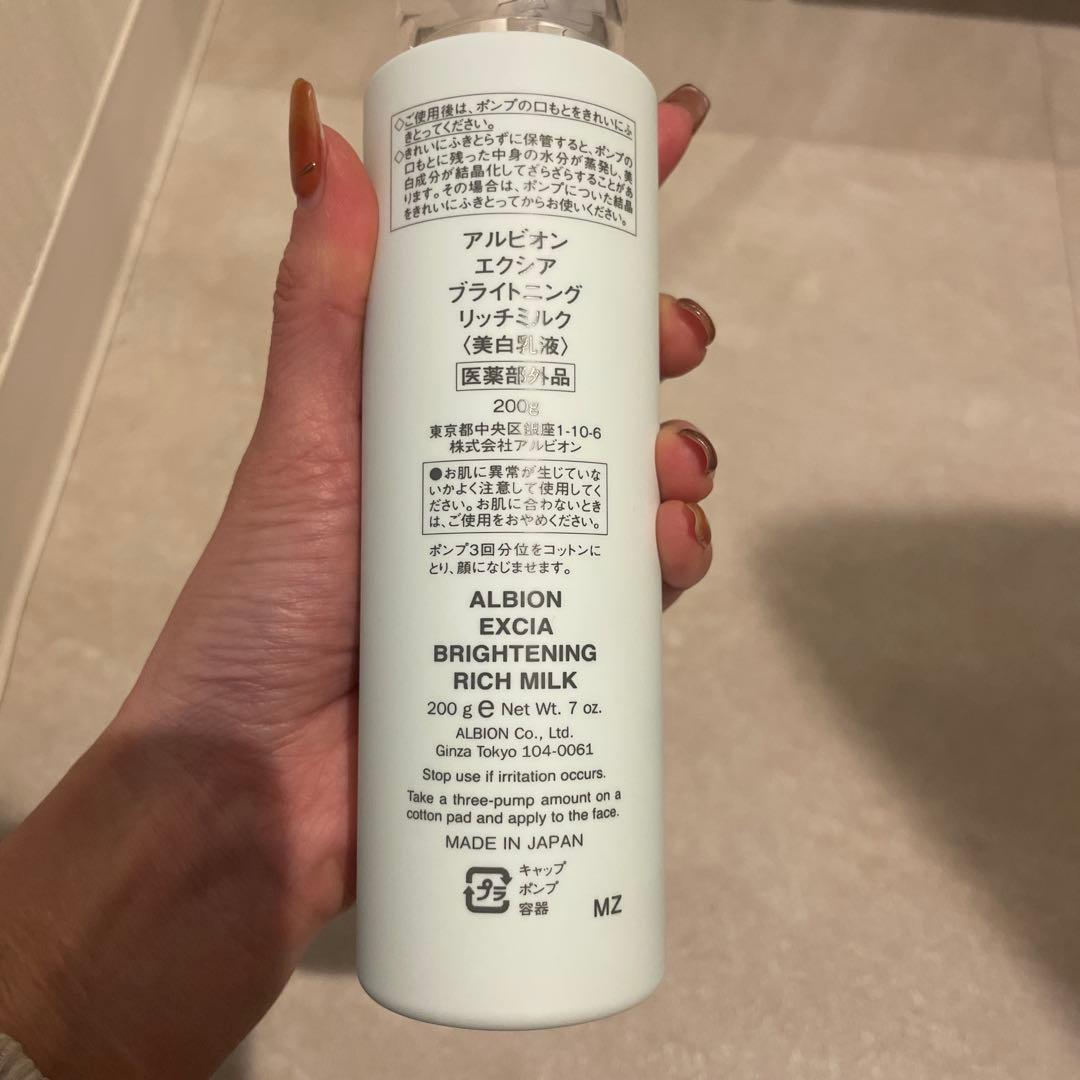 ◇ご使用後は、ポンプの口もとをきれいにふ
きとってください。
◇きれいにふきとらずに保管すると、ポンプの
口もとに残った中身の水分が蒸発し、美
白成分が結晶化してざらざらすることがあ
ります。その場合は、ポンプについた結晶
をきれいにふきとってからお使いください。
アルビオン
エクシア
ブライトニング
リッチミルク
〈美白乳液〉
医薬部外品
200g
東京都中央区銀座1-10-6
株式会社アルビオン
●お肌に異常が生じていな
いかよく注意して使用してく
ださい。お肌に合わないとき
は、ご使用をおやめください。
ポンプ3回分位をコットンに
とり、顔になじませます。
ALBION
EXCIA
BRIGHTENING
RICH MILK
200 g e Net Wt. 7 oz.
ALBION Co., Ltd.
Ginza Tokyo 104-0061
Stop use if irritation occurs.
Take a three-pump amount on a
cotton pad and apply to the face.
MADE IN JAPAN
プラ
キャップ
ポンプ
容器
MZ